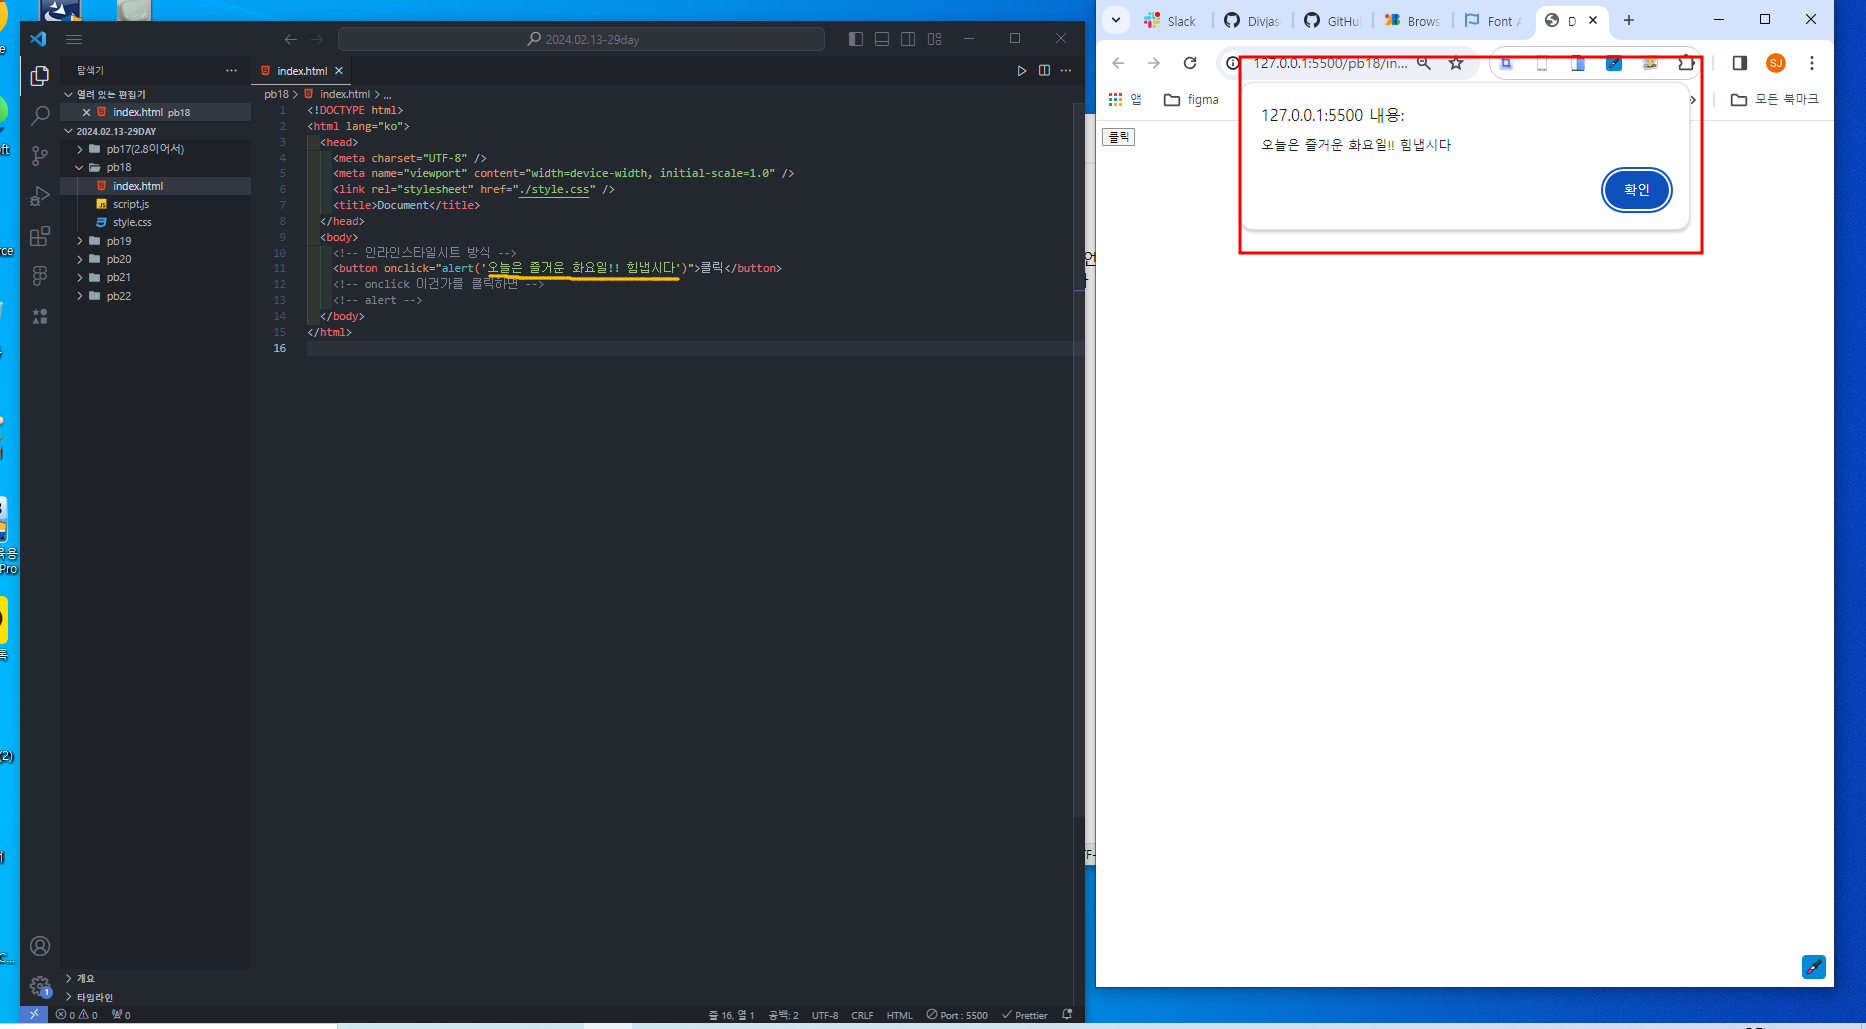 2024.02.13-29day
탐색기
열려 있는 편집기
index.html pb18
2024.02.13-29DAY
pb17(2.8이어서)
pb18
index.html
script.js
style.css
pb19
pb20
pb21
pb22
개요
타임라인
index.html
pb18 > index.html > ...
1 <!DOCTYPE html>
2 <html lang="ko">
3 <head>
4 <meta charset="UTF-8" />
5 <meta name="viewport" content="width=device-width, initial-scale=1.0" />
6 <link rel="stylesheet" href="./style.css" />
7 <title>Document</title>
8 </head>
9 <body>
10 <!-- 인라인스타일시트 방식 -->
11 <button onclick="alert('오늘은 즐거운 화요일!! 힘냅시다')">클릭</button>
12 <!-- onclick 이건가를 클릭하면 -->
13 <!-- alert -->
14 </body>
15 </html>
16
0 0 0
줄 16, 열 1 공백: 2 UTF-8 CRLF HTML Port : 5500 Prettier
Slack Divjas GitHu Brows Font A D
127.0.0.1:5500/pb18/in...
SJ
앱 figma 모든 북마크
클릭
127.0.0.1:5500 내용:
오늘은 즐거운 화요일!! 힘냅시다
확인
Pro
(2)